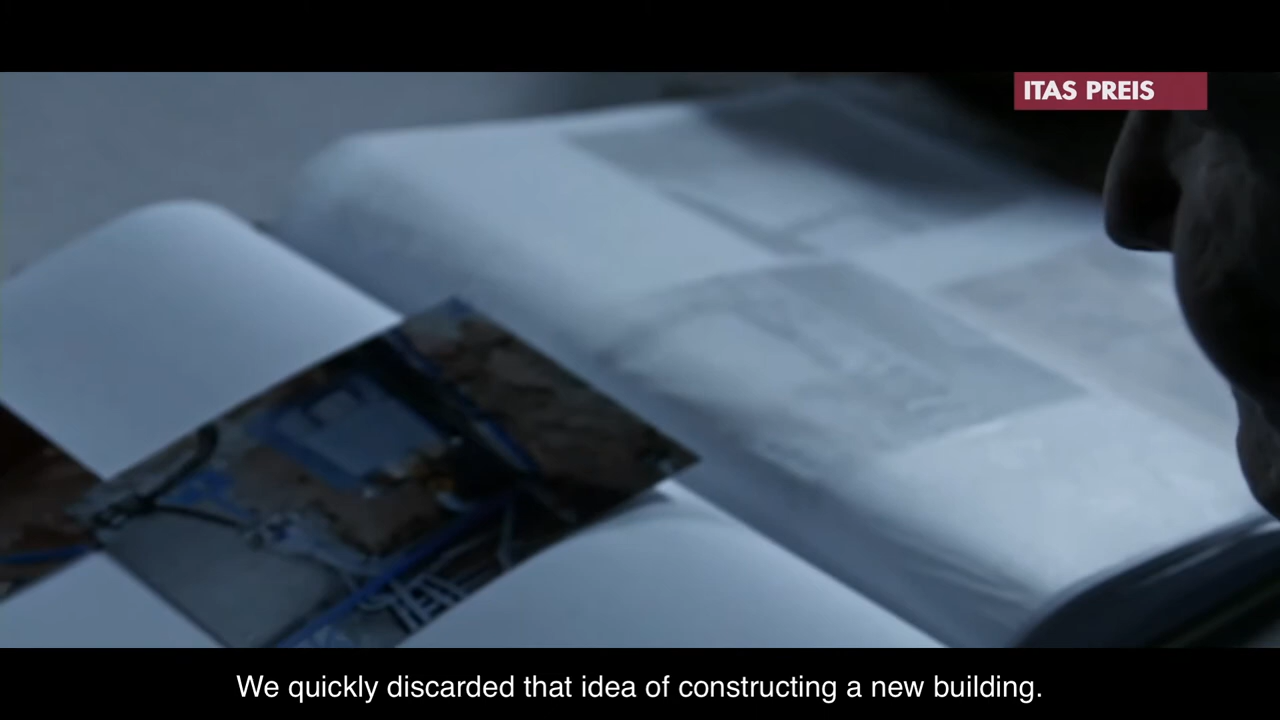 ITAS PREIS
We quickly discarded that idea of constructing a new building.